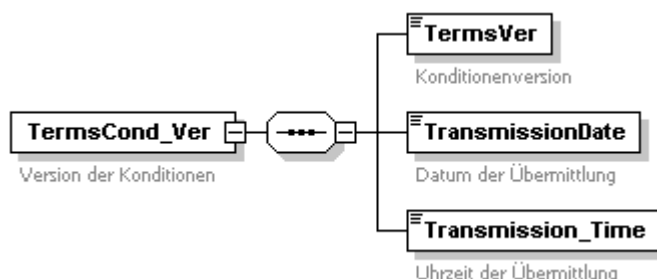 TermsVer
Konditionenversion
TermsCond_Ver
Version der Konditionen
TransmissionDate
Datum der Übermittlung
Transmission_Time
Uhrzeit der Übermittlung